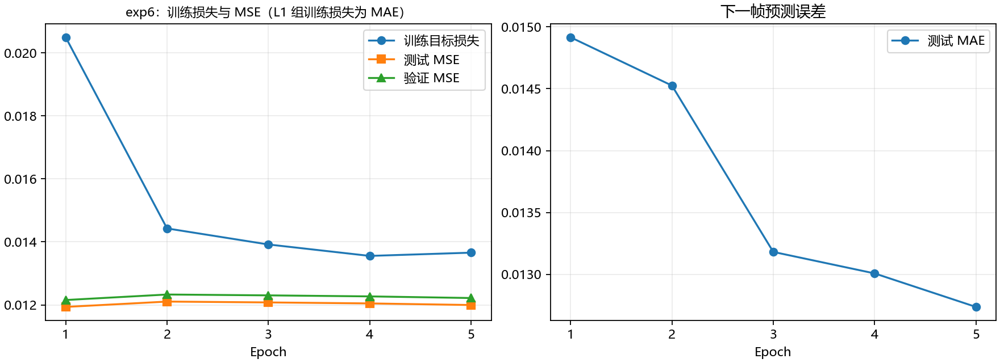 exp6：训练损失与 MSE（L1 组训练损失为 MAE）
训练目标损失
测试 MSE
验证 MSE
0.020
0.018
0.016
0.014
0.012
1 2 3 4 5
Epoch
下一帧预测误差
测试 MAE
0.0150
0.0145
0.0140
0.0135
0.0130
1 2 3 4 5
Epoch